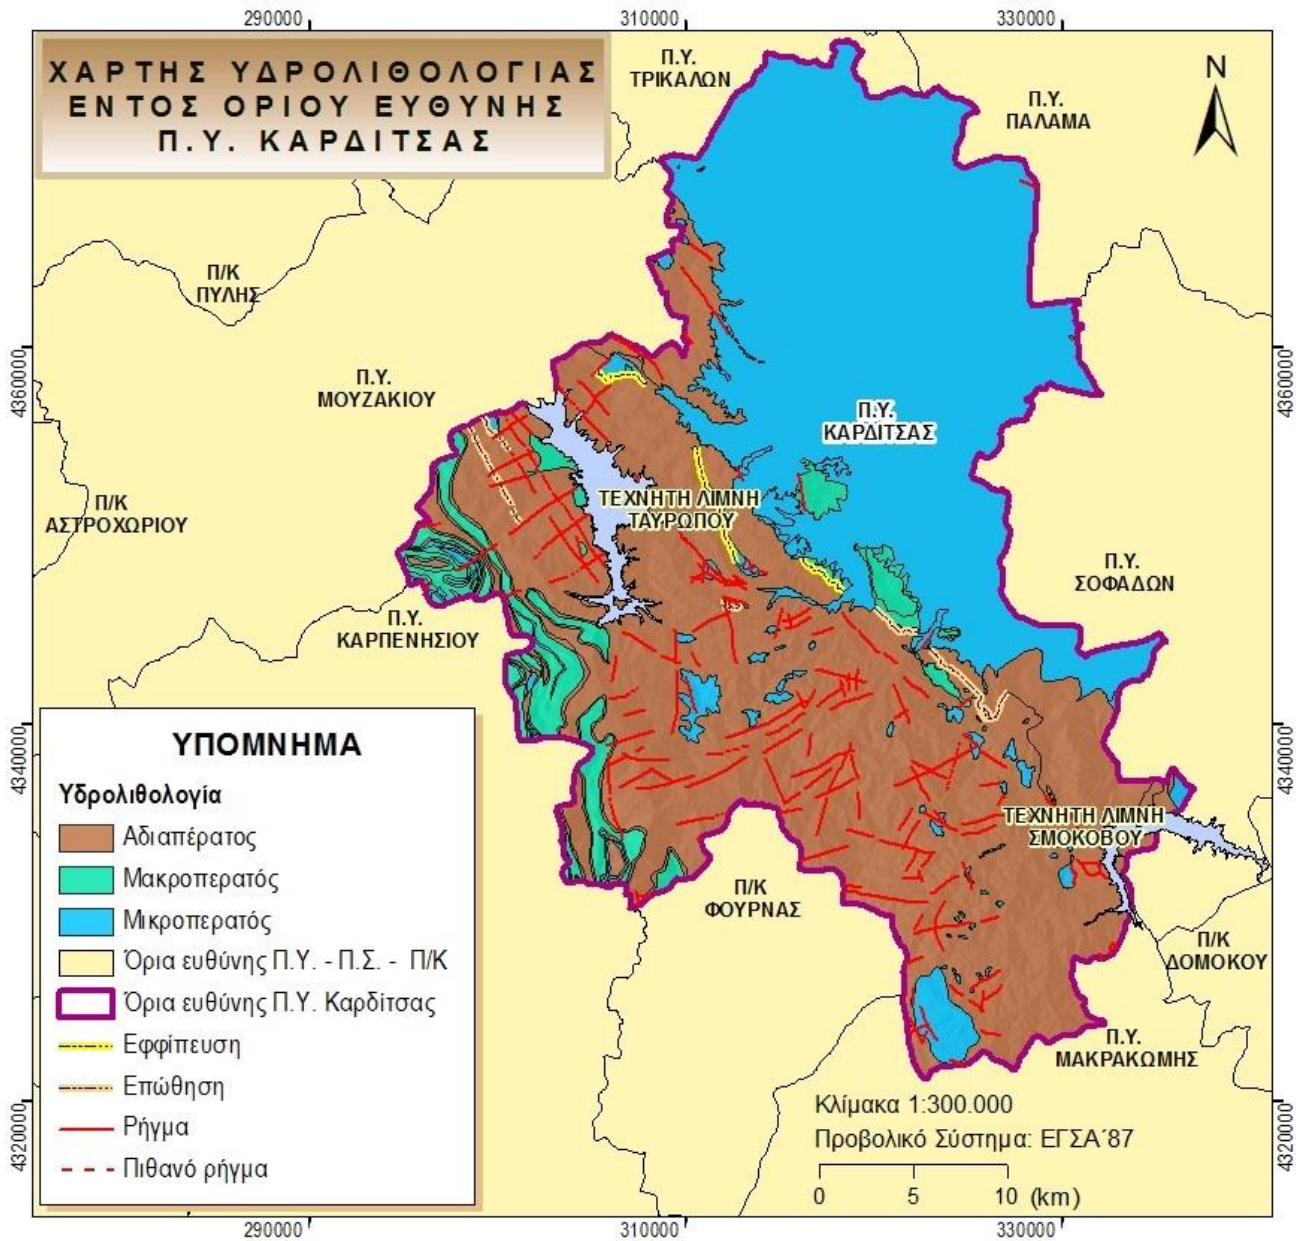 290000
310000
330000
ΧΑΡΤΗΣ ΥΔΡΟΛΙΘΟΛΟΓΙΑΣ
ΕΝΤΟΣ ΟΡΙΟΥ ΕΥΘΥΝΗΣ
Π.Υ. ΚΑΡΔΙΤΣΑΣ
Π.Υ.
ΤΡΙΚΑΛΩΝ
Π.Υ.
ΠΑΛΑΜΑ
N
Π/Κ
ΠΥΛΗΣ
4360000
4360000
Π.Υ.
ΜΟΥΖΑΚΙΟΥ
Π.Υ.
ΚΑΡΔΙΤΣΑΣ
Π/Κ
ΑΣΤΡΟΧΩΡΙΟΥ
ΤΕΧΝΗΤΗ ΛΙΜΝΗ
ΤΑΥΡΩΠΟΥ
Π.Υ.
ΣΟΦΑΔΩΝ
Π.Υ.
ΚΑΡΠΕΝΗΣΙΟΥ
4340000
4340000
ΤΕΧΝΗΤΗ ΛΙΜΝΗ
ΣΜΟΚΟΒΟΥ
Π/Κ
ΦΟΥΡΝΑΣ
Π/Κ
ΔΟΜΟΚΟΥ
Π.Υ.
ΜΑΚΡΑΚΩΜΗΣ
ΥΠΟΜΝΗΜΑ
Υδρολιθολογία
Αδιαπέρατος
Μακροπερατός
Μικροπερατός
Όρια ευθύνης Π.Υ. - Π.Σ. - Π/Κ
Όρια ευθύνης Π.Υ. Καρδίτσας
Εφφίπευση
Επώθηση
Ρήγμα
Πιθανό ρήγμα
Κλίμακα 1:300.000
Προβολικό Σύστημα: ΕΓΣΑ΄87
0 5 10 (km)
4320000
4320000
290000
310000
330000